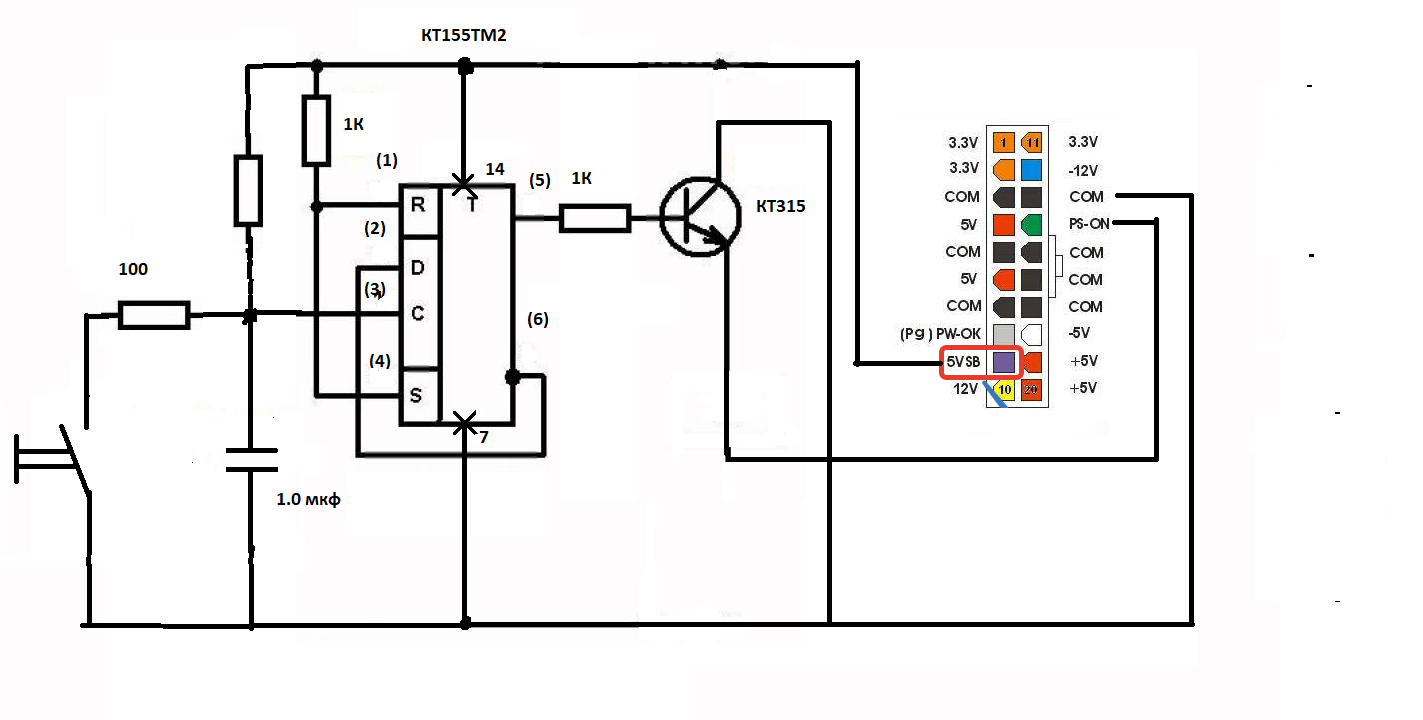 КТ155ТМ2
1К
(1)
14
(5)
1К
R
T
КТ315
(2)
D
(3)
100
C
(6)
(4)
S
7
1.0 мкф
3.3V 1 11 3.3V
3.3V -12V
COM COM
5V PS-ON
COM COM
5V COM
COM COM
(Pg) PW-OK -5V
5VSB +5V
12V 10 20 +5V